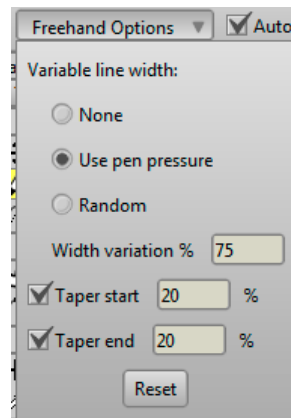 Freehand Options Auto
Variable line width:
None
Use pen pressure
Random
Width variation % 75
Taper start 20 %
Taper end 20 %
Reset